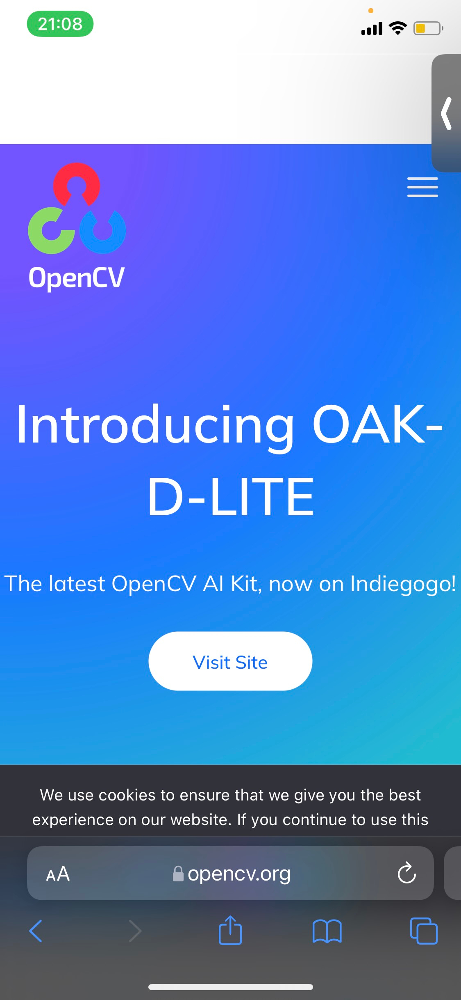 21:08
OpenCV
Introducing OAK-
D-LITE
The latest OpenCV AI Kit, now on Indiegogo!
Visit Site
We use cookies to ensure that we give you the best
experience on our website. If you continue to use this
AA opencv.org